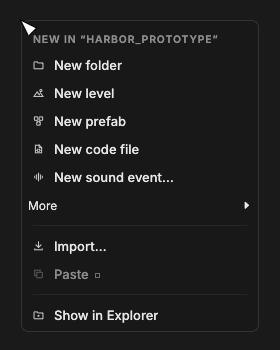 NEW IN “HARBOR_PROTOTYPE”
New folder
New level
New prefab
New code file
New sound event...
More
Import...
Paste
Show in Explorer